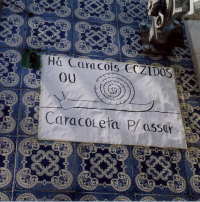 Há Caracois COZIDOS
OU
Caracoleta P/assar